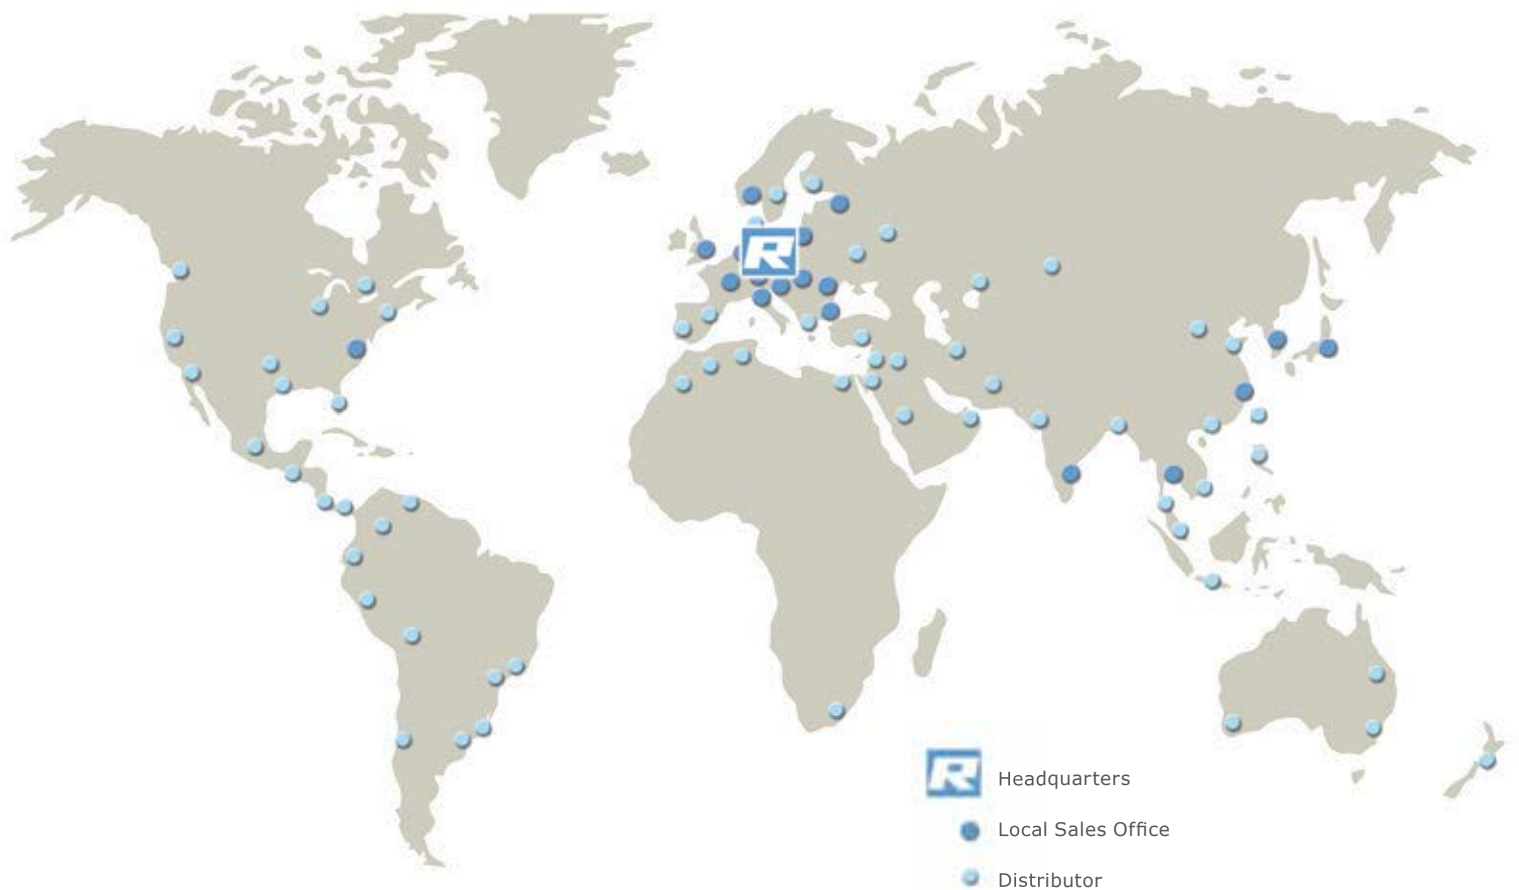 R
R
Headquarters
Local Sales Office
Distributor